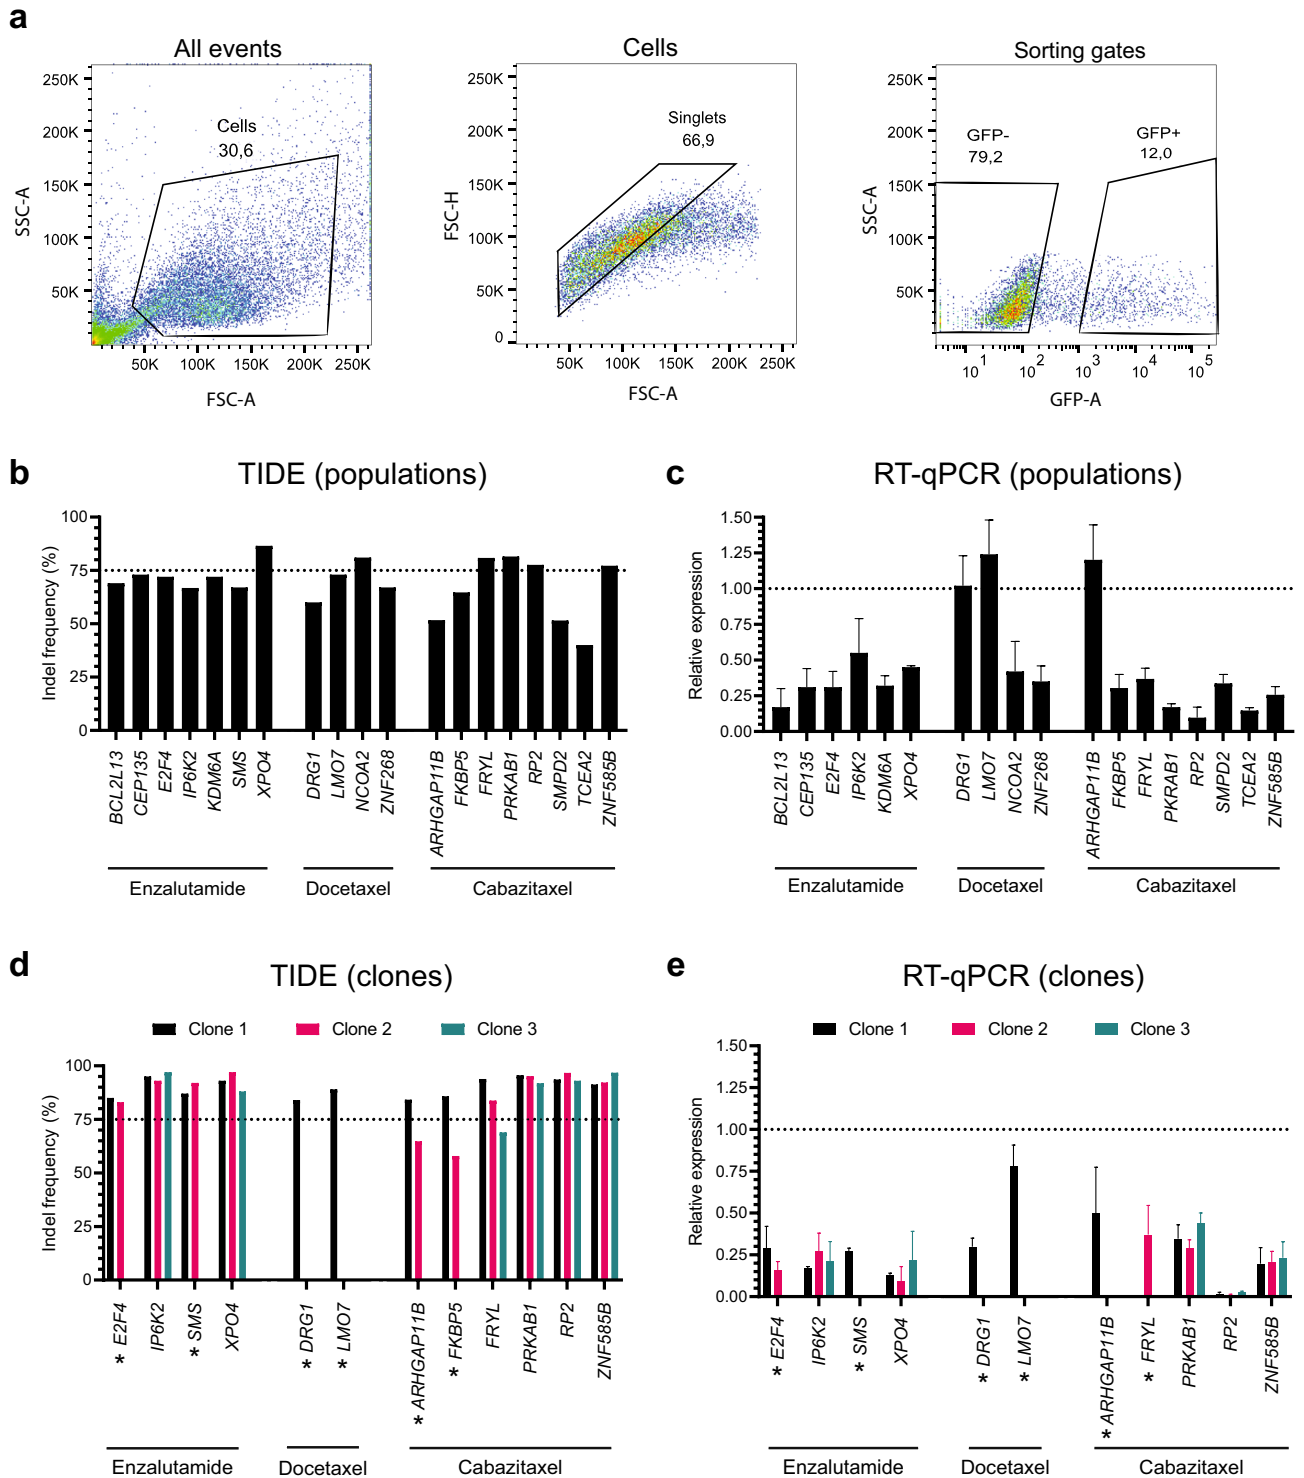 a
All events
Cells
Sorting gates
250K
200K
150K
100K
50K
SSC-A
Cells
30,6
50K 100K 150K 200K 250K
FSC-A
250K
200K
150K
100K
50K
0
FSC-H
Singlets
66,9
50K 100K 150K 200K 250K
FSC-A
250K
200K
150K
100K
50K
SSC-A
GFP-
79,2
GFP+
12,0
10^1 10^2 10^3 10^4 10^5
GFP-A
b
TIDE (populations)
100
75
50
25
0
Indel frequency (%)
BCL2L13
CEP135
E2F4
IP6K2
KDM6A
SMS
XPO4
DRG1
LMO7
NCOA2
ZNF268
ARHGAP11B
FKBP5
FRYL
PRKAB1
RP2
SMPD2
TCEA2
ZNF585B
Enzalutamide
Docetaxel
Cabazitaxel
c
RT-qPCR (populations)
1.50
1.25
1.00
0.75
0.50
0.25
0.00
Relative expression
BCL2L13
CEP135
E2F4
IP6K2
KDM6A
XPO4
DRG1
LMO7
NCOA2
ZNF268
ARHGAP11B
FKBP5
FRYL
PKRAB1
RP2
SMPD2
TCEA2
ZNF585B
Enzalutamide
Docetaxel
Cabazitaxel
d
TIDE (clones)
Clone 1
Clone 2
Clone 3
100
75
50
25
0
Indel frequency (%)
* E2F4
IP6K2
* SMS
XPO4
* DRG1
* LMO7
* ARHGAP11B
* FKBP5
FRYL
PRKAB1
RP2
ZNF585B
Enzalutamide
Docetaxel
Cabazitaxel
e
RT-qPCR (clones)
Clone 1
Clone 2
Clone 3
1.50
1.25
1.00
0.75
0.50
0.25
0.00
Relative expression
* E2F4
IP6K2
* SMS
XPO4
* DRG1
* LMO7
* ARHGAP11B
* FRYL
PRKAB1
RP2
ZNF585B
Enzalutamide
Docetaxel
Cabazitaxel